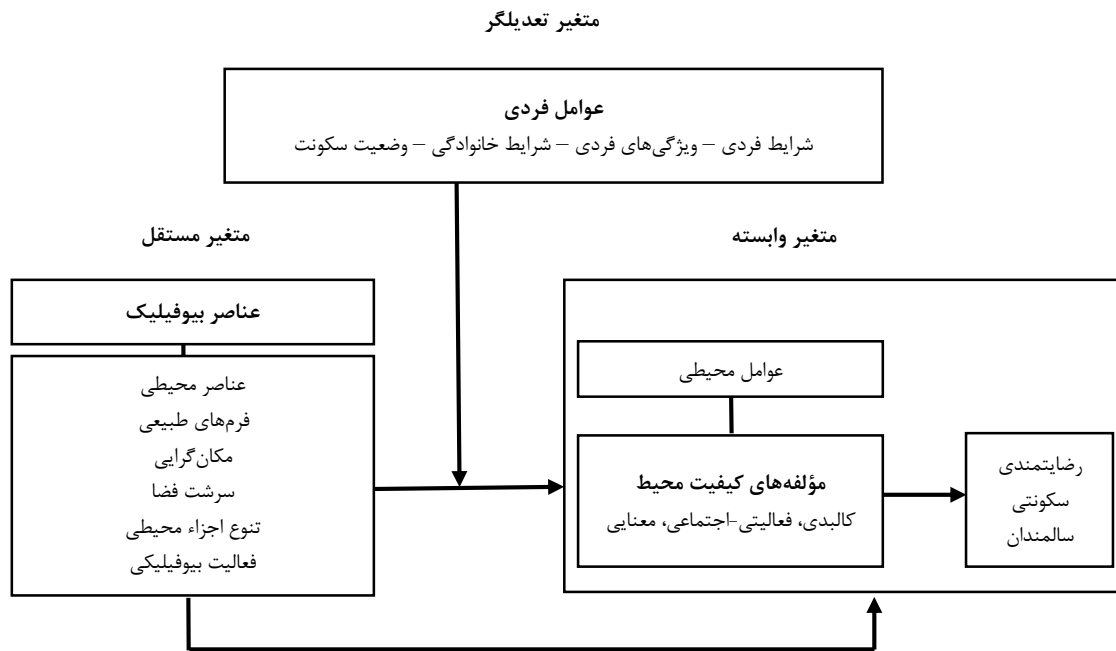 متغیر تعدیلگر
عوامل فردی
شرایط فردی – ویژگی‌های فردی – شرایط خانوادگی – وضعیت سکونت
متغیر وابسته
متغیر مستقل
عناصر بیوفیلیک
عناصر محیطی
فرم‌های طبیعی
مکان‌گرایی
سرشت فضا
تنوع اجزاء محیطی
فعالیت بیوفیلیکی
عوامل محیطی
مؤلفه‌های کیفیت محیط
کالبدی، فعالیتی-اجتماعی، معنایی
رضایتمندی
سکونتی
سالمندان